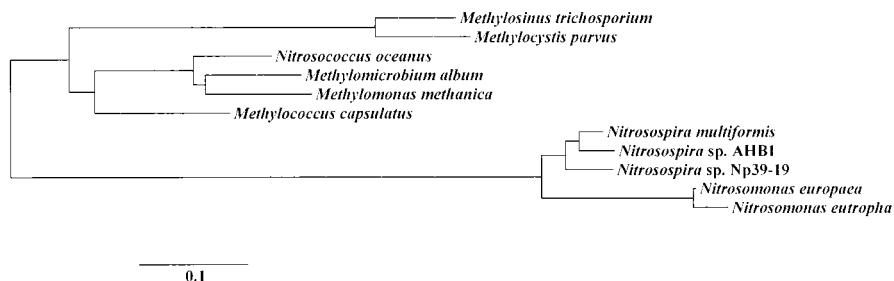 Methylosinus trichosporium
Methylocystis parvus
Nitrosococcus oceanus
Methylomicrobium album
Methylomonas methanica
Methylococcus capsulatus
Nitrosospira multiformis
Nitrosospira sp. AHB1
Nitrosospira sp. Np39-19
Nitrosomonas europaea
Nitrosomonas eutropha
0.1